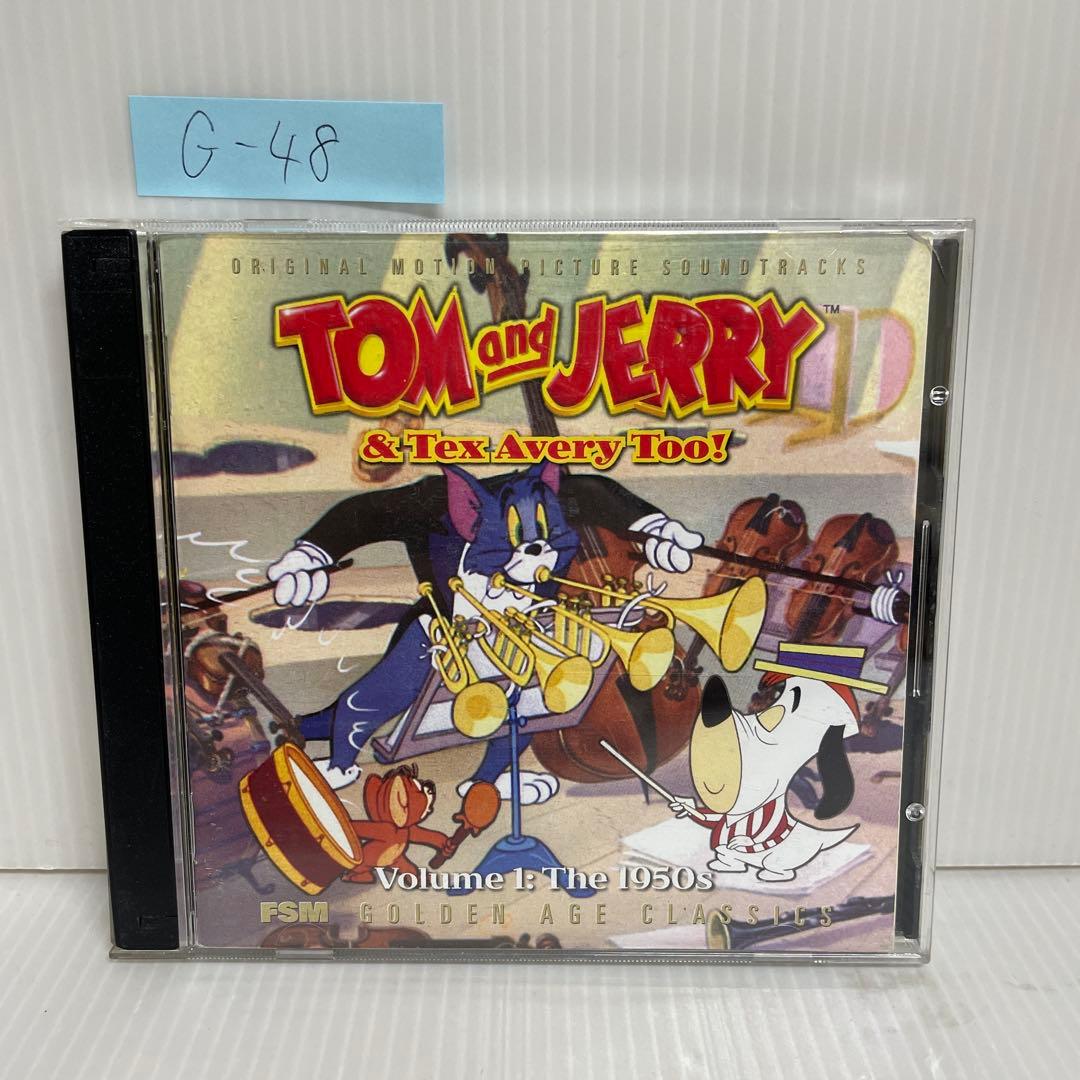 G-48
ORIGINAL MOTION PICTURE SOUNDTRACKS
TOM and JERRY™
& Tex Avery Too!
Volume 1: The 1950s
FSM GOLDEN AGE CLASSICS